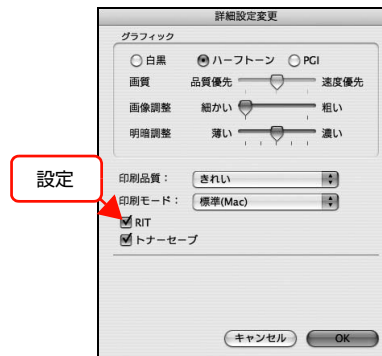 詳細設定変更
グラフィック
白黒 ハーフトーン PGI
画質 品質優先 速度優先
画像調整 細かい 粗い
明暗調整 薄い 濃い
設定
印刷品質： きれい
印刷モード： 標準(Mac)
RIT
トナーセーブ
キャンセル OK